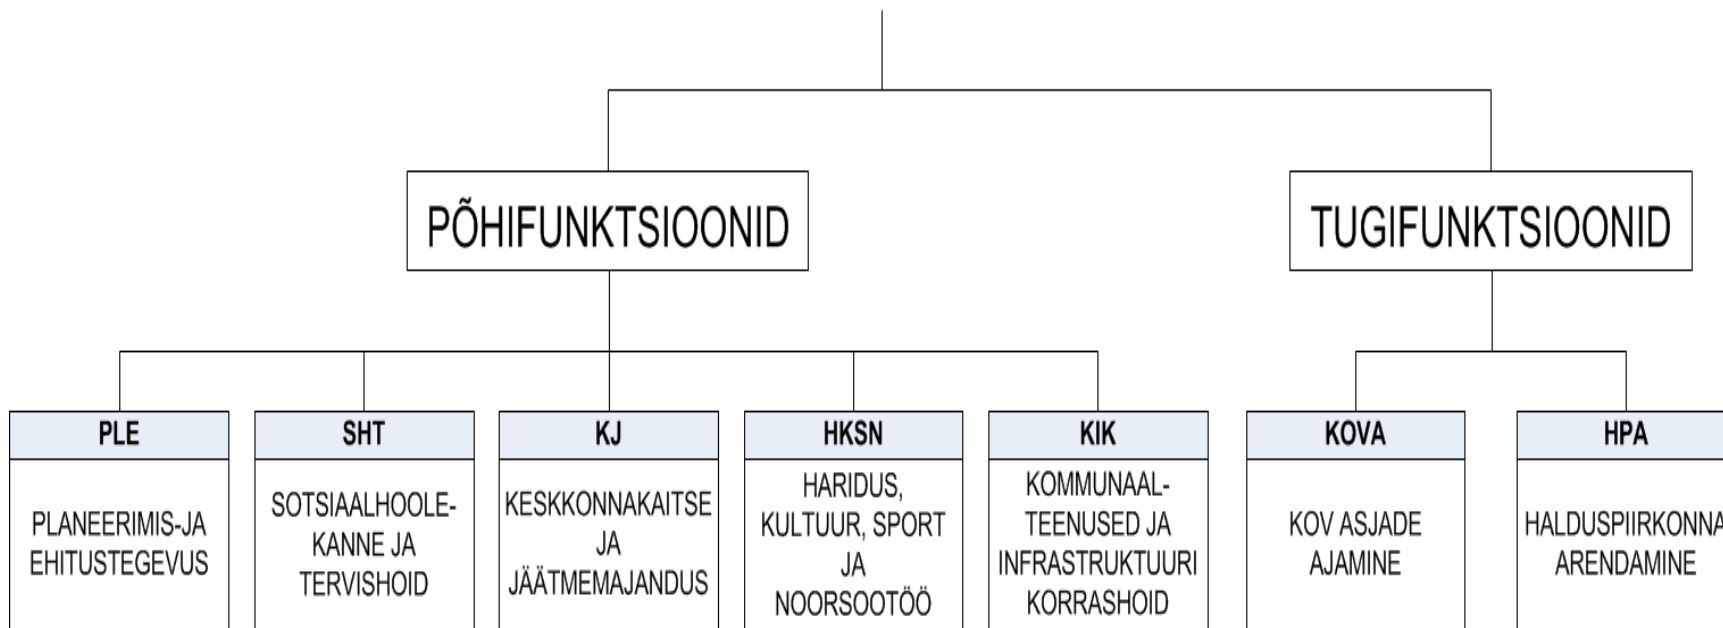 PÕHIFUNKTSIOONID
TUGIFUNKTSIOONID
PLE
PLANEERIMIS-JA
EHITUSTEGEVUS
SHT
SOTSIAALHOOLE-
KANNE JA
TERVISHOID
KJ
KESKKONNAKAITSE
JA
JÄÄTMEMAJANDUS
HKSN
HARIDUS,
KULTUUR, SPORT
JA
NOORSOOTÖÖ
KIK
KOMMUNAAL-
TEENUSED JA
INFRASTRUKTUURI
KORRASHOID
KOVA
KOV ASJADE
AJAMINE
HPA
HALDUSPIIRKONNA
ARENDAMINE